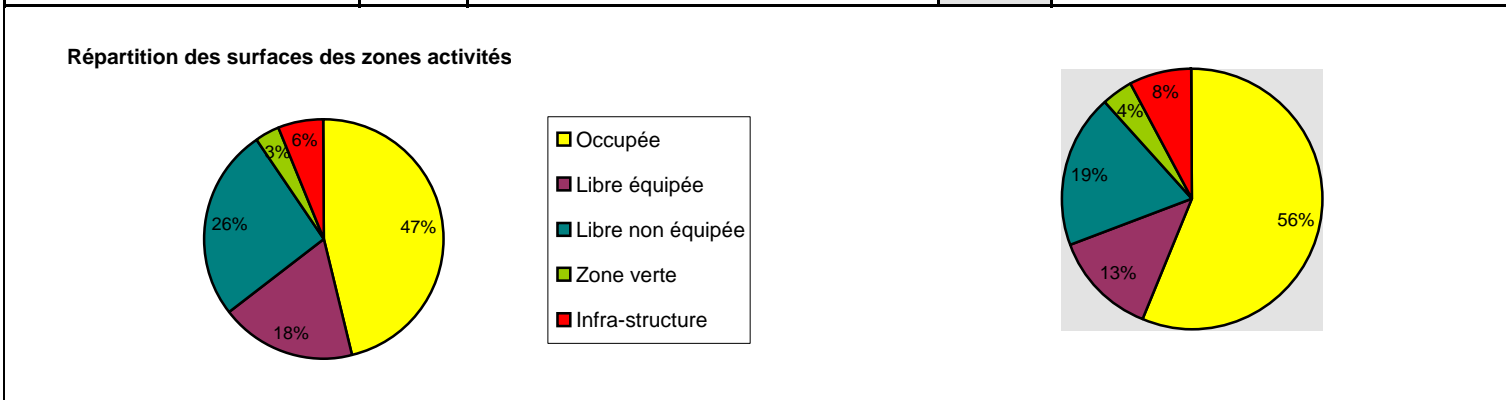 Répartition des surfaces des zones activités
6%
3%
47%
26%
18%
Occupée
Libre équipée
Libre non équipée
Zone verte
Infra-structure
8%
4%
19%
56%
13%